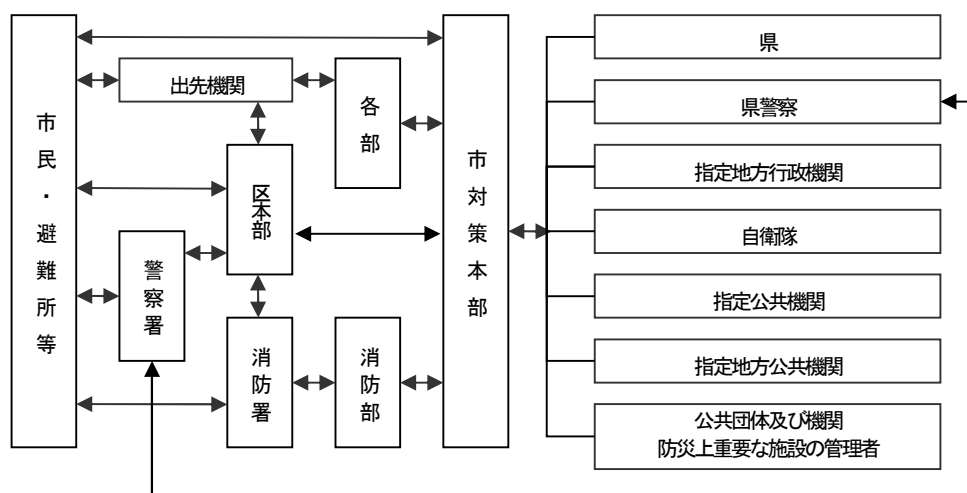 市民・避難所等
出先機関
各部
区本部
警察署
消防署
消防部
市対策本部
県
県警察
指定地方行政機関
自衛隊
指定公共機関
指定地方公共機関
公共団体及び機関
防災上重要な施設の管理者